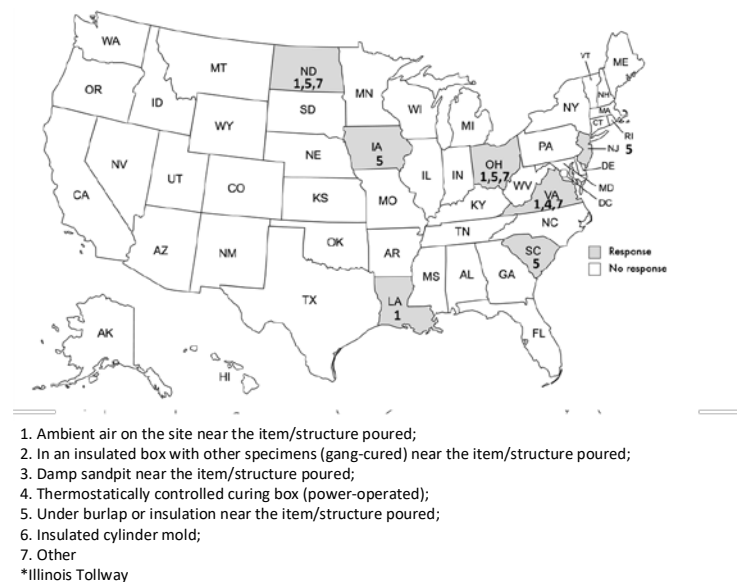 WA
MT
ND
1,5,7
MN
VT
ME
OR
ID
SD
WI
MI
NY
NH
MA
CT
RI
WY
IA
5
PA
NJ 5
DE
NV
NE
IL
IN
OH
1,5,7
WV
VA
1,4,7
MD
DC
UT
CO
KS
MO
KY
CA
NC
TN
AZ
NM
OK
AR
SC
5
Response
No response
MS
AL
GA
TX
LA
1
AK
HI
FL
1. Ambient air on the site near the item/structure poured;
2. In an insulated box with other specimens (gang-cured) near the item/structure poured;
3. Damp sandpit near the item/structure poured;
4. Thermostatically controlled curing box (power-operated);
5. Under burlap or insulation near the item/structure poured;
6. Insulated cylinder mold;
7. Other
*Illinois Tollway